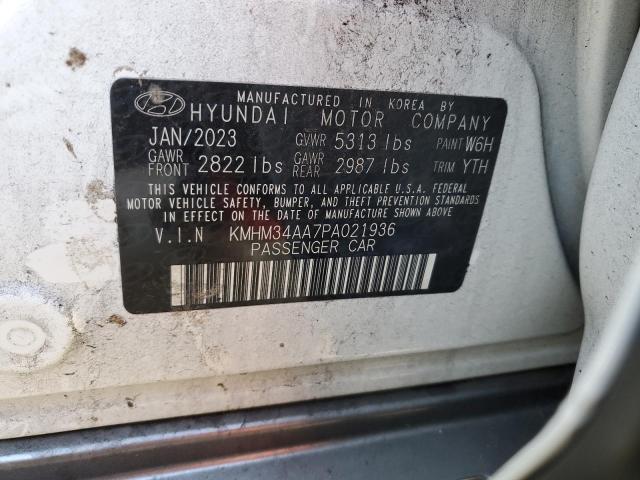 MANUFACTURED IN KOREA BY
HYUNDAI MOTOR COMPANY
JAN/2023 GVWR 5313 lbs PAINT W6H
GAWR FRONT 2822 lbs GAWR REAR 2987 lbs TRIM YTH
THIS VEHICLE CONFORMS TO ALL APPLICABLE U.S.A. FEDERAL
MOTOR VEHICLE SAFETY, BUMPER, AND THEFT PREVENTION STANDARDS
IN EFFECT ON THE DATE OF MANUFACTURE SHOWN ABOVE.
V.I.N KMHM34AA7PA021936
PASSENGER CAR